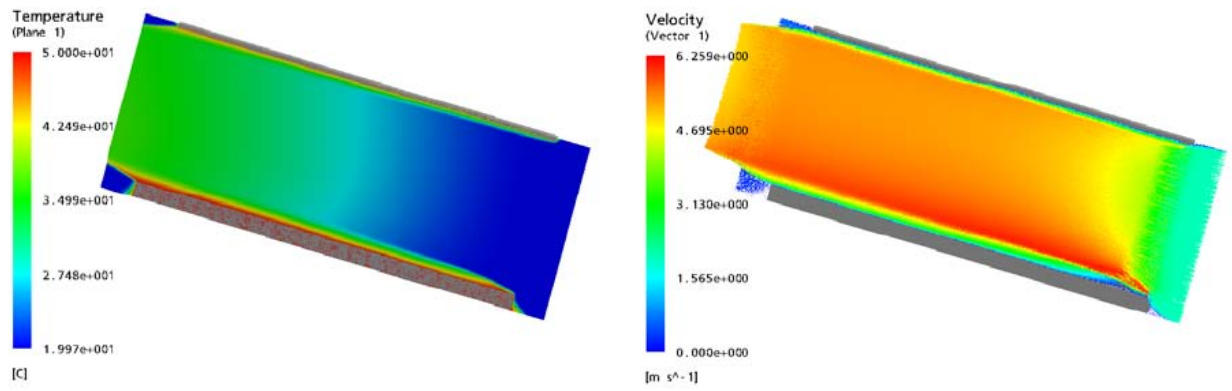 Temperature
(Plane 1)
5.000e+001
4.249e+001
3.499e+001
2.748e+001
1.997e+001
[C]
Velocity
(Vector 1)
6.259e+000
4.695e+000
3.130e+000
1.565e+000
0.000e+000
[m s^-1]